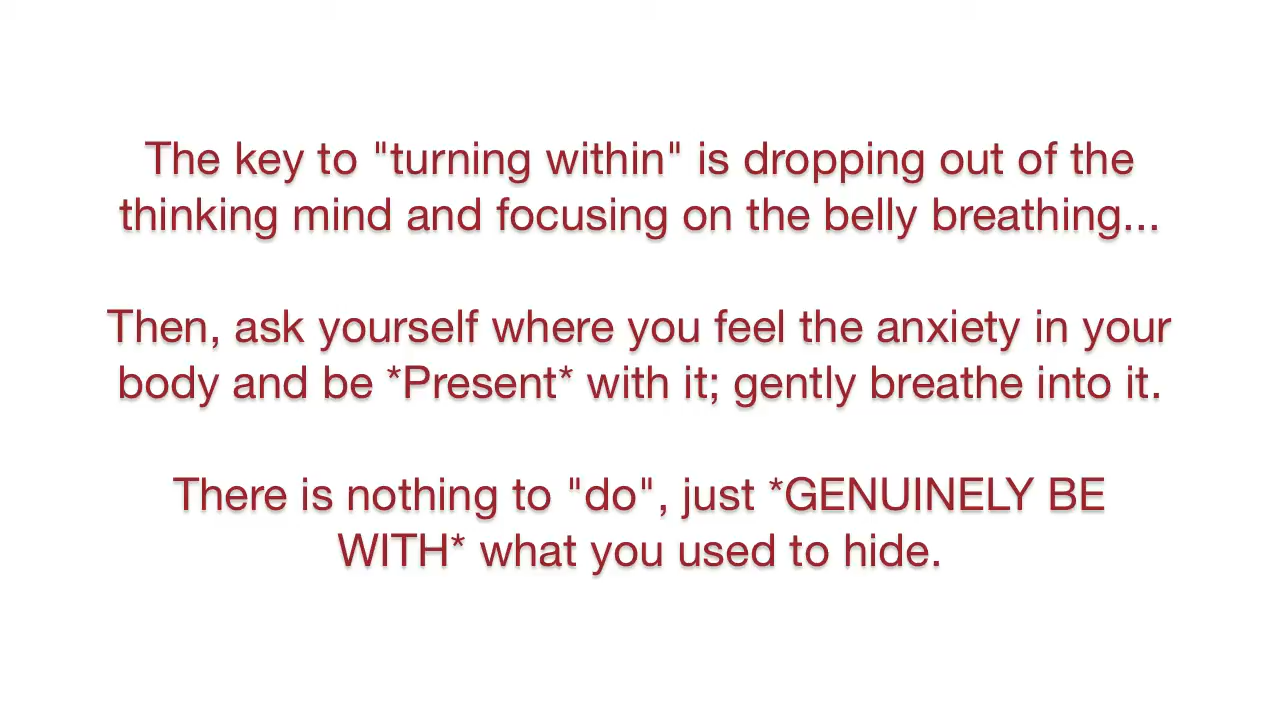 The key to "turning within" is dropping out of the
thinking mind and focusing on the belly breathing...
Then, ask yourself where you feel the anxiety in your
body and be *Present* with it; gently breathe into it.
There is nothing to "do", just *GENUINELY BE
WITH* what you used to hide.